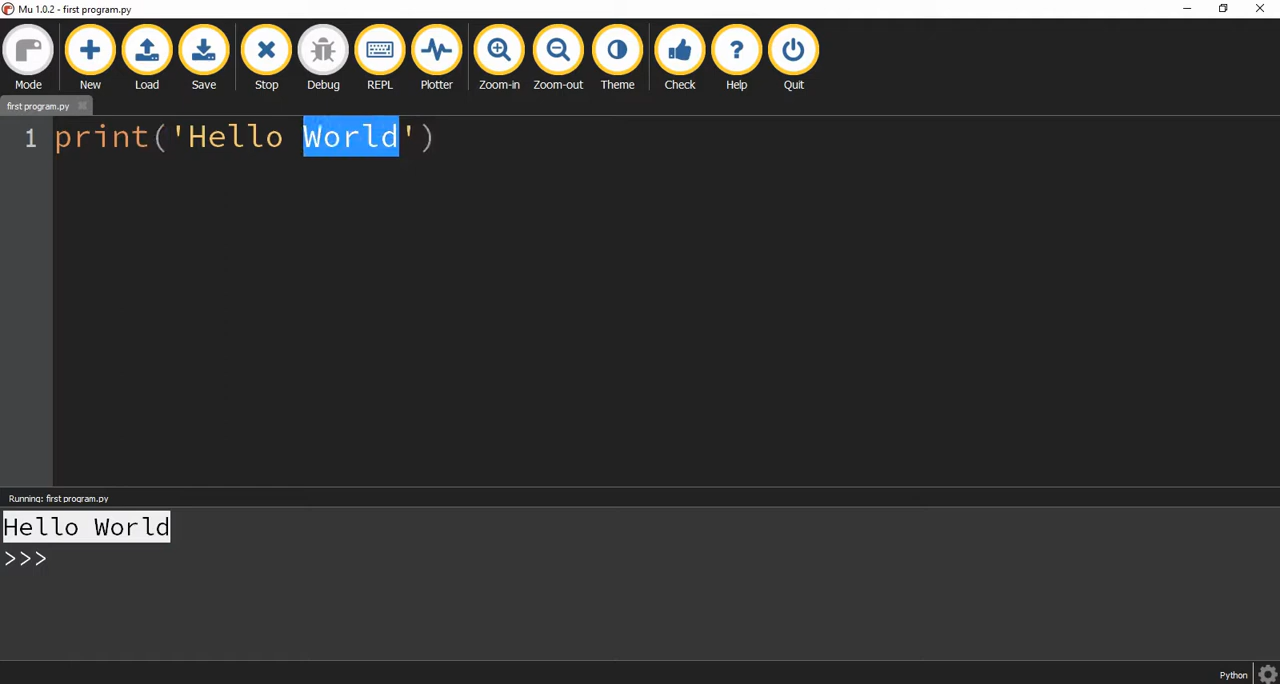 Mu 1.0.2 - first program.py
Mode New Load Save Stop Debug REPL Plotter Zoom-in Zoom-out Theme Check Help Quit
first program.py
1 print('Hello World')
Running: first program.py
Hello World
>>>
Python